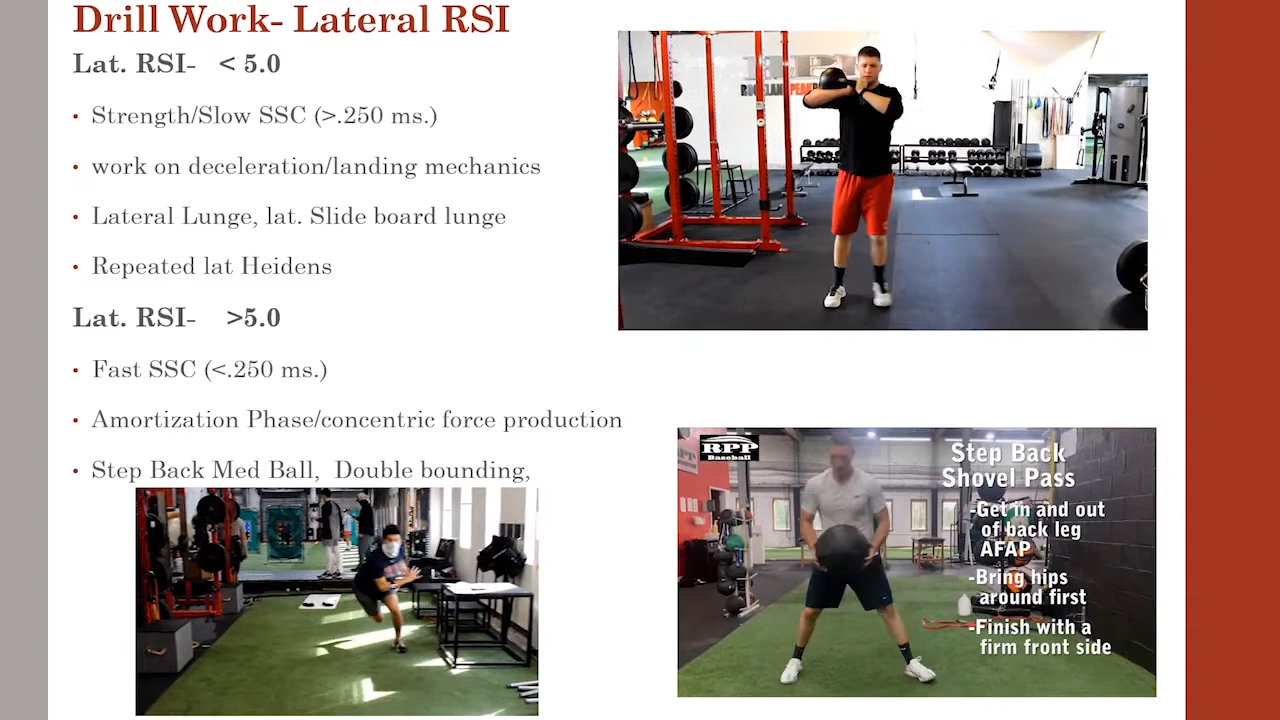 Drill Work- Lateral RSI
Lat. RSI- < 5.0
• Strength/Slow SSC (>.250 ms.)
• work on deceleration/landing mechanics
• Lateral Lunge, lat. Slide board lunge
• Repeated lat Heidens
Lat. RSI- >5.0
• Fast SSC (<.250 ms.)
• Amortization Phase/concentric force production
• Step Back Med Ball, Double bounding,
RPP
Baseball
Step Back
Shovel Pass
-Get in and out
of back leg
AFAP
-Bring hips
around first
-Finish with a
firm front side